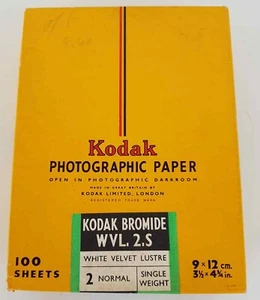 Kodak
PHOTOGRAPHIC PAPER
OPEN IN PHOTOGRAPHIC DARKROOM
MADE IN GREAT BRITAIN BY
KODAK LIMITED, LONDON
REGISTERED TRADE MARK
KODAK BROMIDE
WVL. 2.S
WHITE VELVET LUSTRE
2 NORMAL
SINGLE
WEIGHT
100
SHEETS
9 × 12 cm.
3½ × 4¾ in.